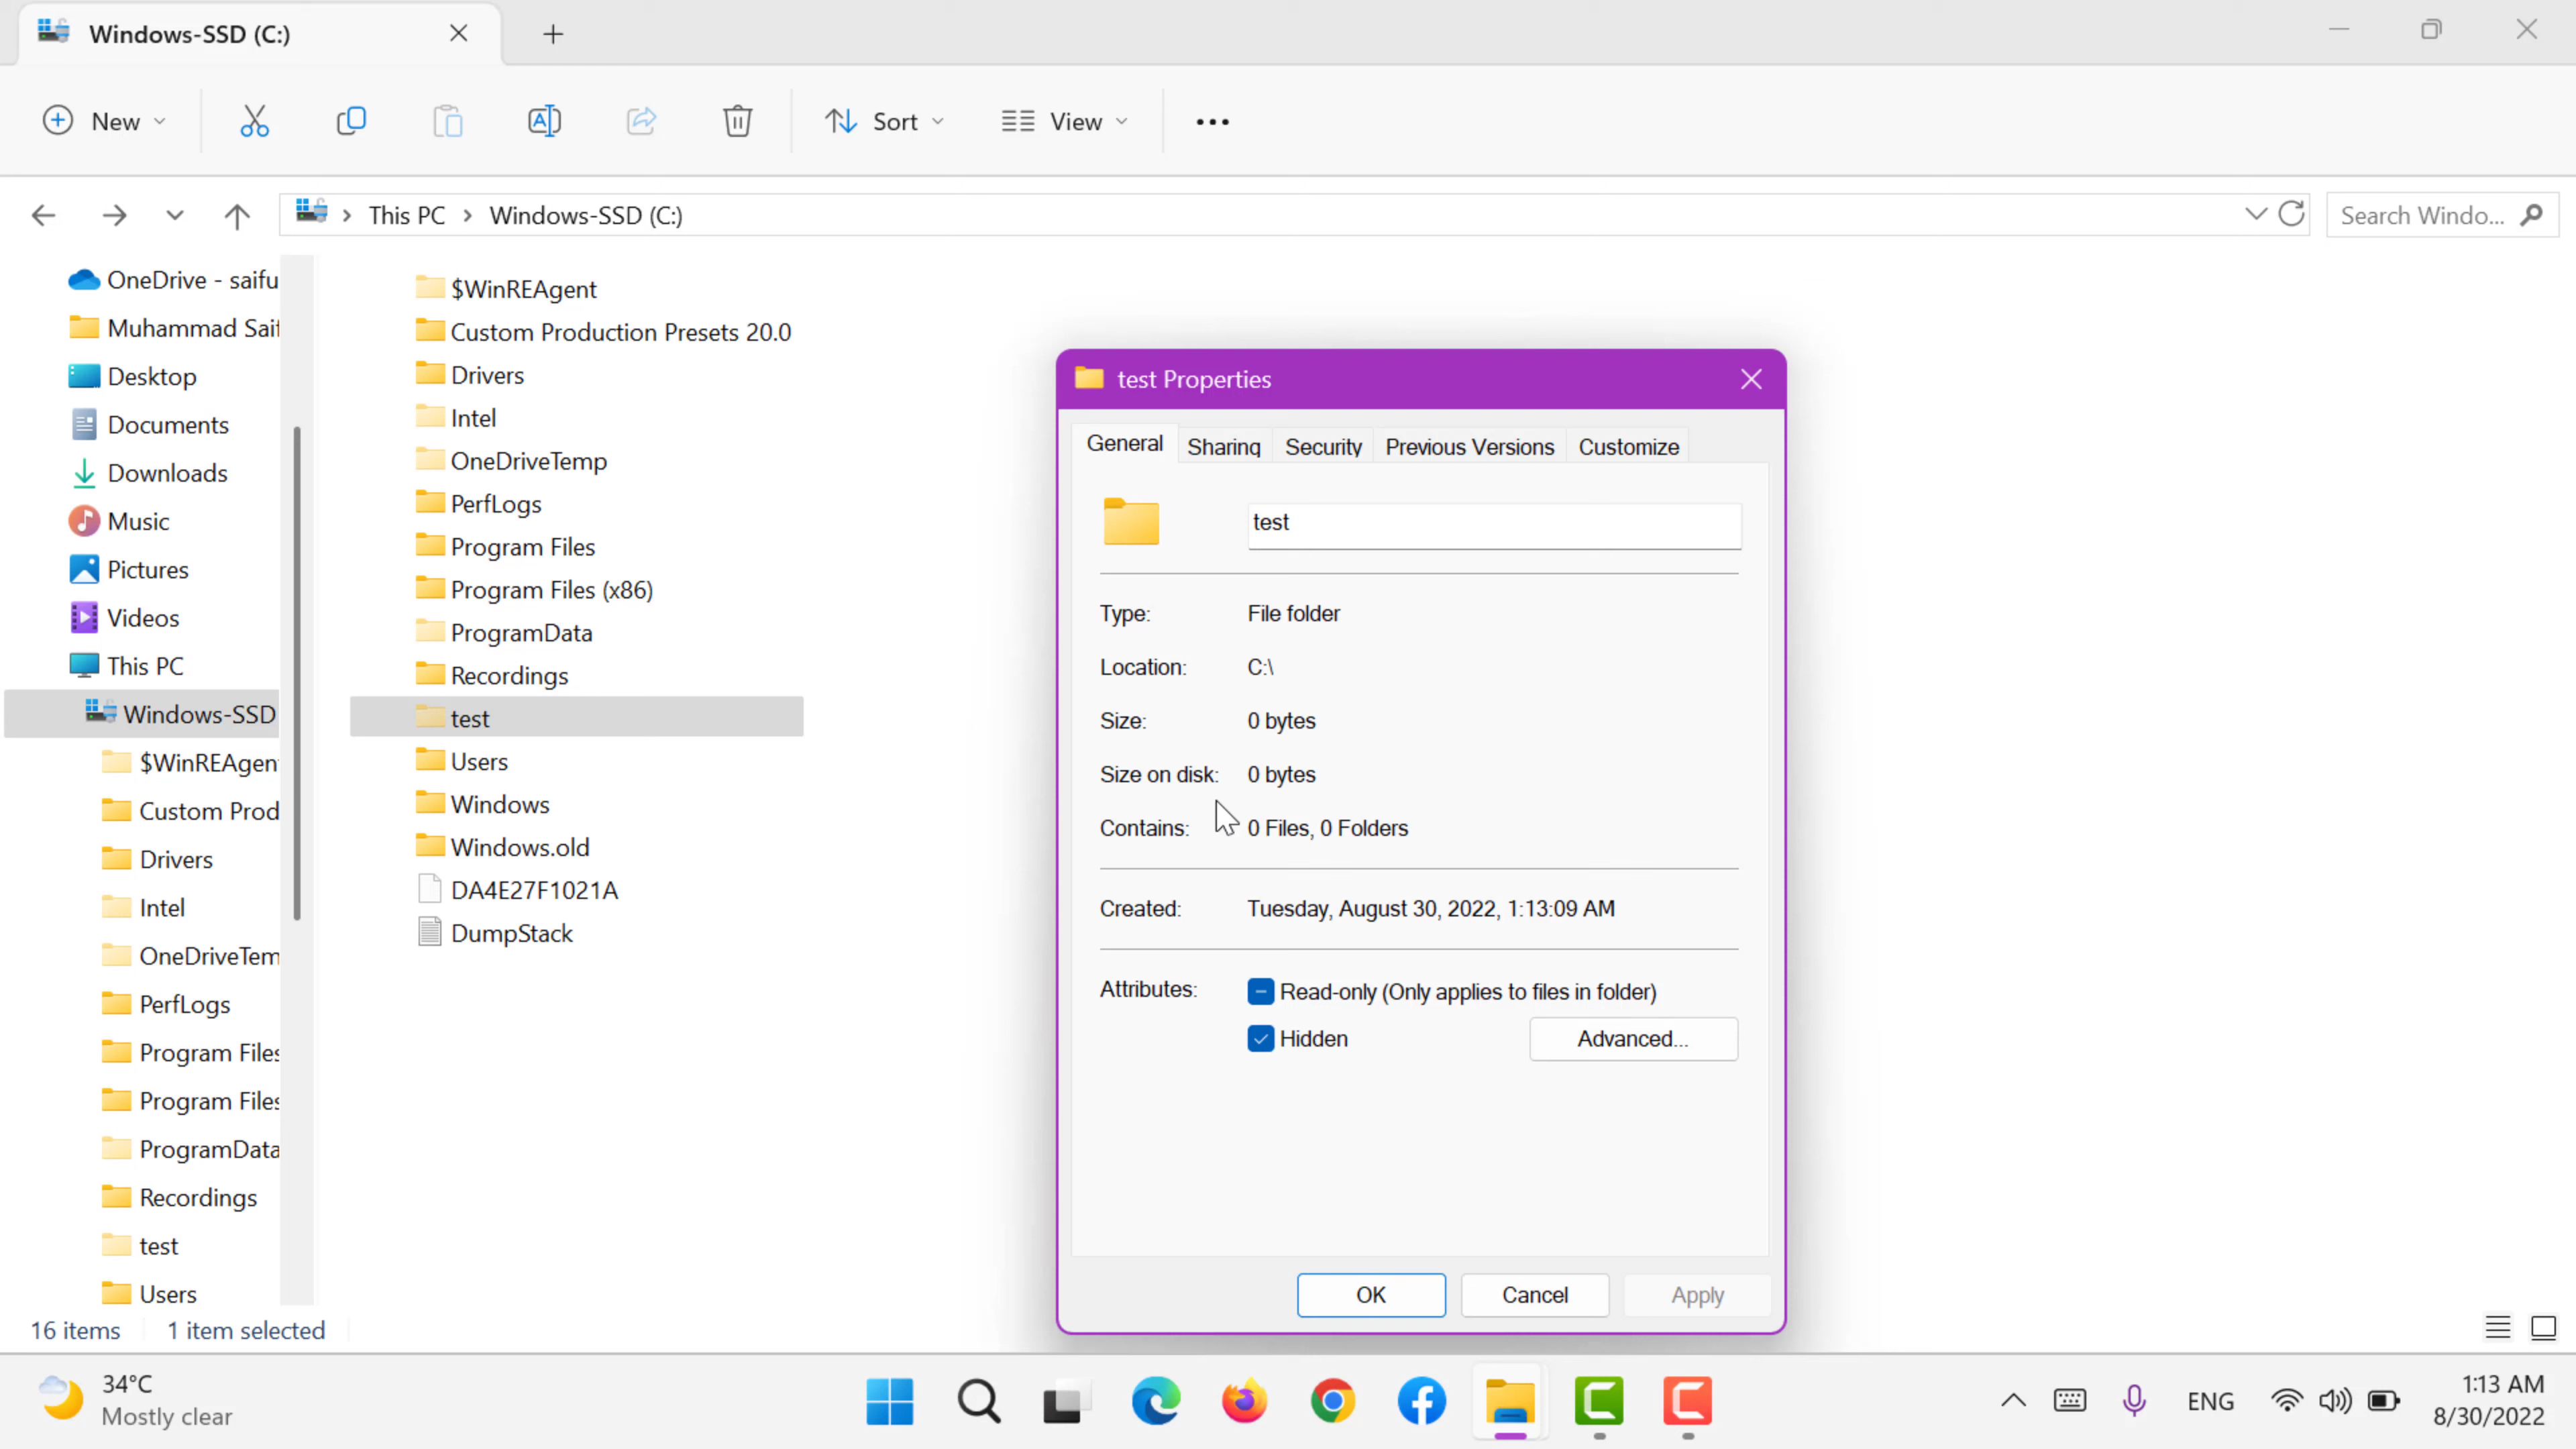 Windows-SSD (C:)
New
Sort
View
This PC
Windows-SSD (C:)
Search Windo...
OneDrive - saifu
Muhammad Sai
Desktop
Documents
Downloads
Music
Pictures
Videos
This PC
Windows-SSD
$WinREAgen
Custom Prod
Drivers
Intel
OneDriveTem
PerfLogs
Program Files
Program Files
ProgramData
Recordings
test
Users
$WinREAgent
Custom Production Presets 20.0
Drivers
Intel
OneDriveTemp
PerfLogs
Program Files
Program Files (x86)
ProgramData
Recordings
test
Users
Windows
Windows.old
DA4E27F1021A
DumpStack
test Properties
General Sharing Security Previous Versions Customize
test
Type: File folder
Location: C:\
Size: 0 bytes
Size on disk: 0 bytes
Contains: 0 Files, 0 Folders
Created: Tuesday, August 30, 2022, 1:13:09 AM
Attributes: Read-only (Only applies to files in folder)
Hidden Advanced...
OK Cancel Apply
16 items 1 item selected
34°C
Mostly clear
ENG
1:13 AM
8/30/2022